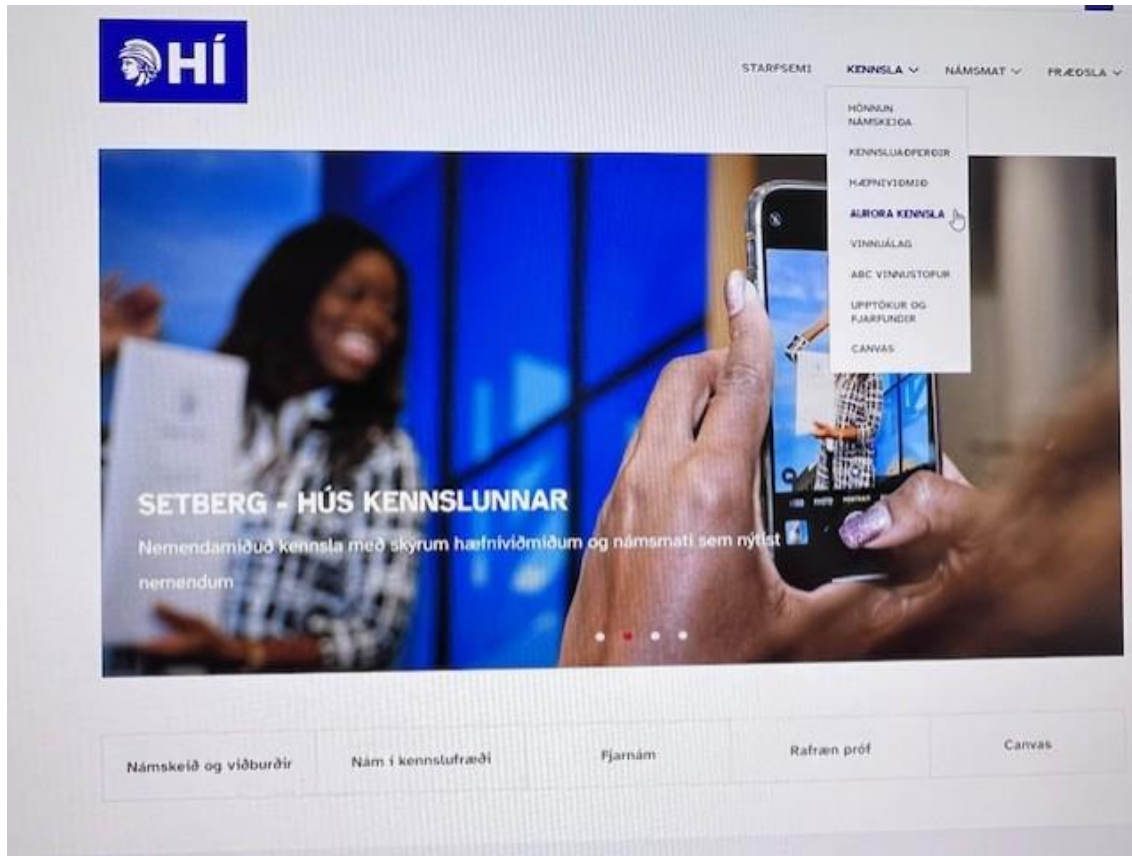 HÍ
STARFSEMI KENNSLA NÁMSMAT FRÆÐSLA
HÖNNUN
NÁMSKEIÐA
KENNSLUAÐFERÐIR
HÆFNIVIÐMIÐ
AURORA KENNSLA
VINNUÁLAG
ABC VINNUSTOFUR
UPPTÖKUR OG
FJARFUNDIR
CANVAS
PHOTO PORTRAIT
SETBERG - HÚS KENNSLUNNAR
Nemendamiðuð kennsla með skýrum hæfniviðmiðum og námsmati sem nýtist
nemendum
Námskeið og viðburðir Nám í kennslufræði Fjarnám Rafræn próf Canvas